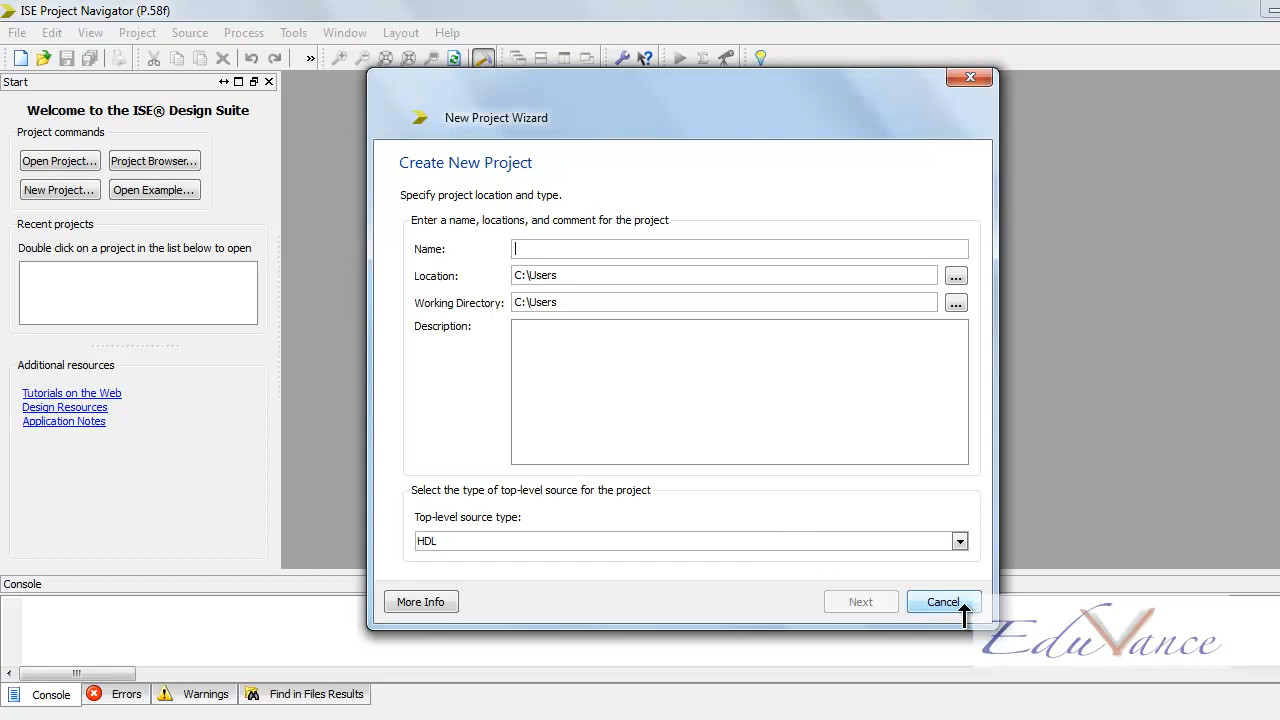 ISE Project Navigator (P.58f)
File Edit View Project Source Process Tools Window Layout Help
»
Start
Welcome to the ISE® Design Suite
Project commands
Open Project... Project Browser...
New Project... Open Example...
Recent projects
Double click on a project in the list below to open
Additional resources
Tutorials on the Web
Design Resources
Application Notes
New Project Wizard
Create New Project
Specify project location and type.
Enter a name, locations, and comment for the project
Name:
Location: C:\Users ...
Working Directory: C:\Users ...
Description:
Select the type of top-level source for the project
Top-level source type:
HDL
More Info Next Cancel
Console
Console Errors Warnings Find in Files Results
EduVance